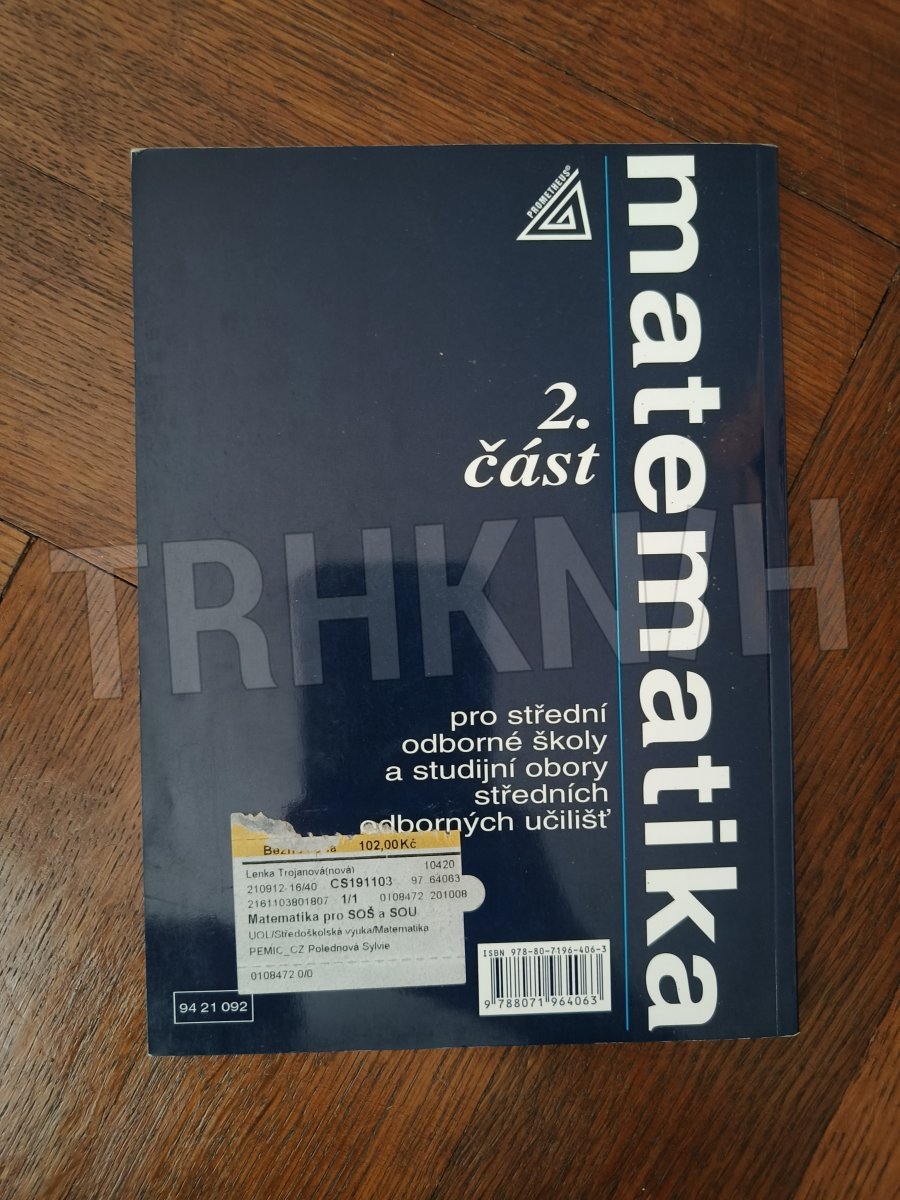 PROMETHEUS®
matematika
2.
část
TRHKNIH
pro střední
odborné školy
a studijní obory
středních
odborných učilišť
102,00Kč
Lenka Trojanová(nová) 10420
210912 16/40 CS191103 97 64063
2161103801807 1/1 0108472 201008
Matematika pro SOŠ a SOU
UOL/Středoškolská výuka/Matematika
PEMIC_CZ Polednová Sylvie
0108472 0/0
94 21 092
ISBN 978-80-7196-406-3
9 788071 964063